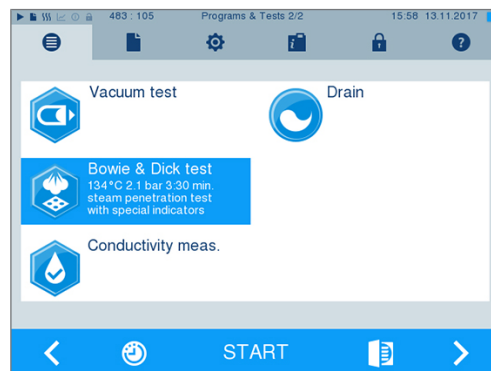 483 : 105 Programs & Tests 2/2 15:58 13.11.2017
Vacuum test
Drain
Bowie & Dick test
134°C 2.1 bar 3:30 min.
steam penetration test
with special indicators
Conductivity meas.
START